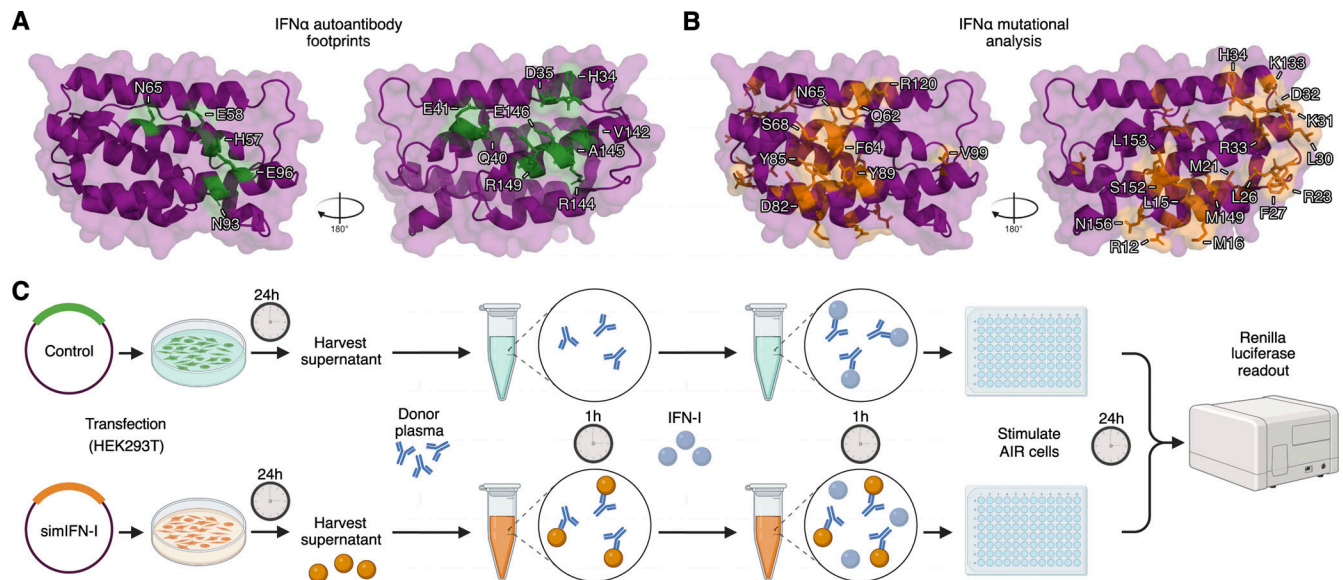 A
IFNα autoantibody
footprints
N65
E58
H57
E96
N93
180°
D35
H34
E41
E146
V142
Q40
A145
R149
R144
B
IFNα mutational
analysis
R120
N65
Q62
S68
F64
V99
Y85
Y89
D82
180°
H34
K133
D32
K31
L153
R33
L30
M21
S152
L26
R23
L15
F27
N156
M149
R12
M16
C
24h
Control
Harvest
supernatant
Renilla
luciferase
readout
Transfection
(HEK293T)
Donor
plasma
1h
IFN-I
1h
Stimulate
AIR cells
24h
24h
simIFN-I
Harvest
supernatant